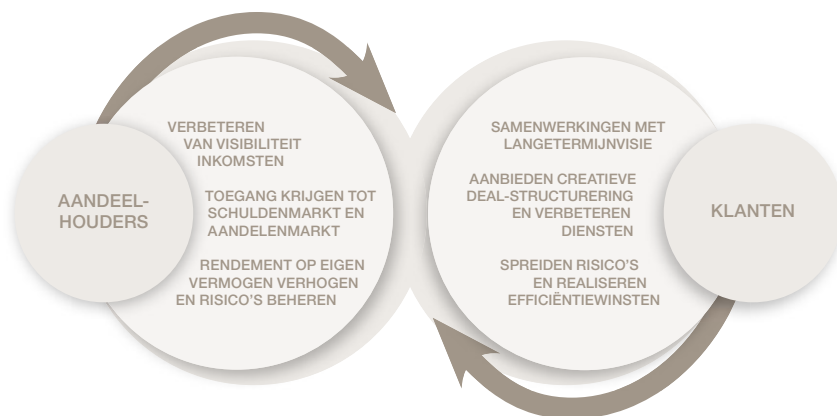 AANDEEL-
HOUDERS
VERBETEREN
VAN VISIBILITEIT
INKOMSTEN
TOEGANG KRIJGEN TOT
SCHULDENMARKT EN
AANDELENMARKT
RENDEMENT OP EIGEN
VERMOGEN VERHOGEN
EN RISICO'S BEHEREN
SAMENWERKINGEN MET
LANGETERMIJNVISIE
AANBIEDEN CREATIEVE
DEAL-STRUCTURERING
EN VERBETEREN
DIENSTEN
SPREIDEN RISICO'S
EN REALISEREN
EFFICIËNTIEWINSTEN
KLANTEN